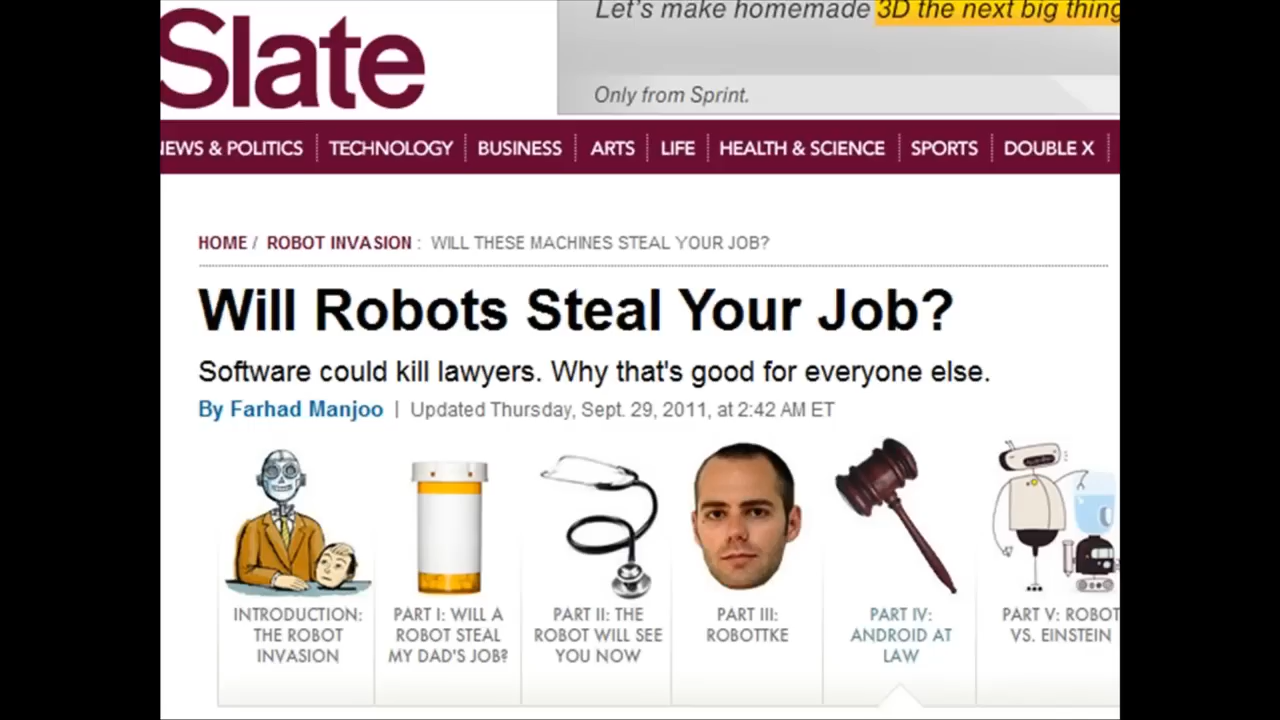 Slate
Let's make homemade 3D the next big thing
Only from Sprint.
NEWS & POLITICS TECHNOLOGY BUSINESS ARTS LIFE HEALTH & SCIENCE SPORTS DOUBLE X
HOME / ROBOT INVASION : WILL THESE MACHINES STEAL YOUR JOB?
Will Robots Steal Your Job?
Software could kill lawyers. Why that's good for everyone else.
By Farhad Manjoo | Updated Thursday, Sept. 29, 2011, at 2:42 AM ET
INTRODUCTION:
THE ROBOT
INVASION
PART I: WILL A
ROBOT STEAL
MY DAD'S JOB?
PART II: THE
ROBOT WILL SEE
YOU NOW
PART III:
ROBOTTKE
PART IV:
ANDROID AT
LAW
PART V: ROBOT
VS. EINSTEIN